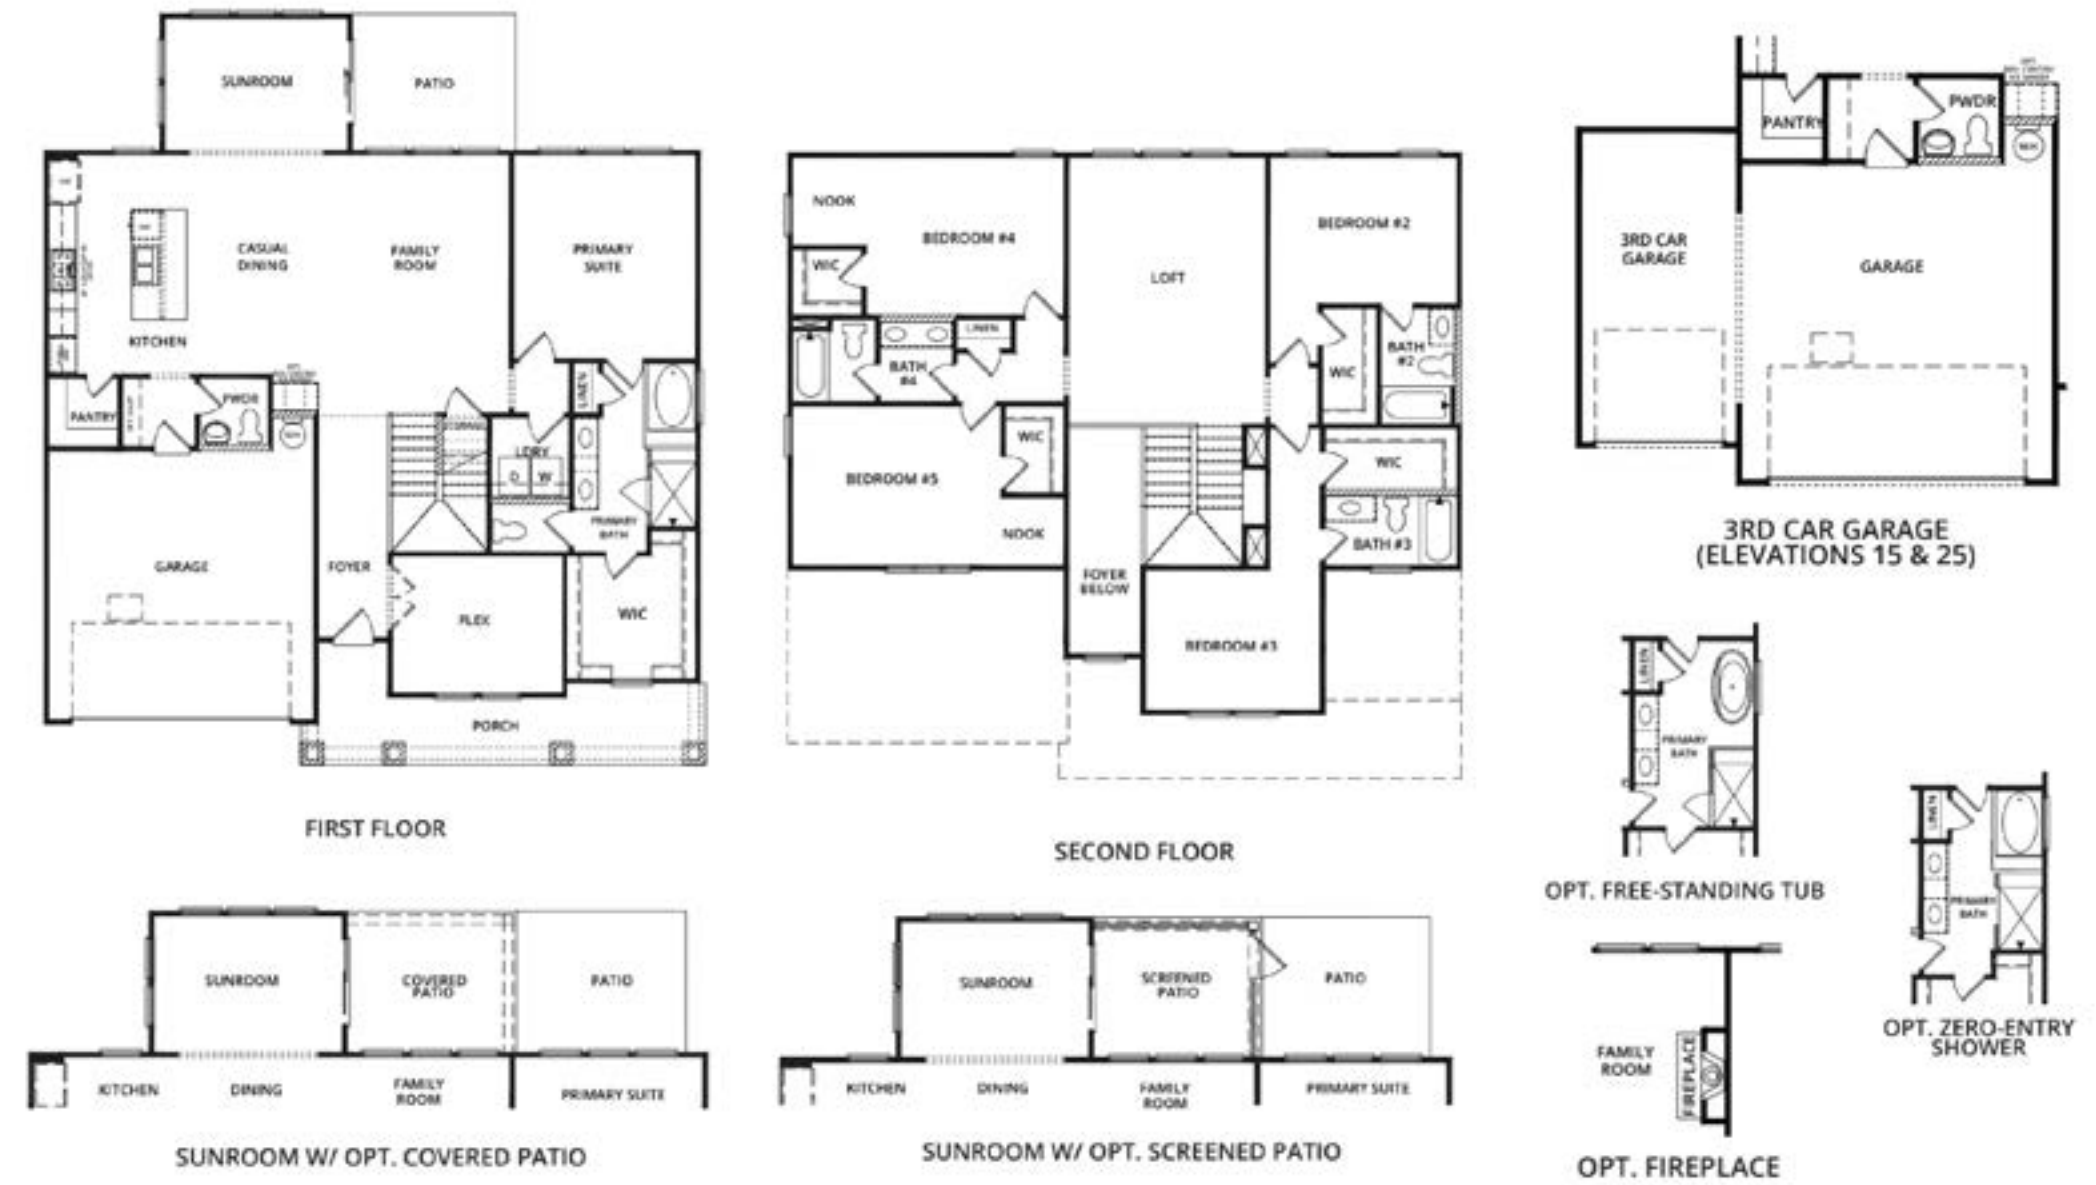 SUNROOM
PATIO
CASUAL
DINING
FAMILY
ROOM
PRIMARY
SUITE
KITCHEN
PANTRY
PWDR
LINEN
LDRY
D
W
PRIMARY
BATH
GARAGE
FOYER
FLEX
WIC
PORCH
FIRST FLOOR
NOOK
BEDROOM #4
WIC
LOFT
BEDROOM #2
LINEN
BATH
#4
WIC
BATH
#2
WIC
BEDROOM #5
NOOK
WIC
BATH #3
FOYER
BELOW
BEDROOM #3
SECOND FLOOR
PANTRY
PWDR
3RD CAR
GARAGE
GARAGE
3RD CAR GARAGE
(ELEVATIONS 15 & 25)
LINEN
PRIMARY
BATH
OPT. FREE-STANDING TUB
LINEN
PRIMARY
BATH
OPT. ZERO-ENTRY
SHOWER
SUNROOM
COVERED
PATIO
PATIO
KITCHEN
DINING
FAMILY
ROOM
PRIMARY SUITE
SUNROOM W/ OPT. COVERED PATIO
SUNROOM
SCREENED
PATIO
PATIO
KITCHEN
DINING
FAMILY
ROOM
PRIMARY SUITE
SUNROOM W/ OPT. SCREENED PATIO
FAMILY
ROOM
FIREPLACE
OPT. FIREPLACE